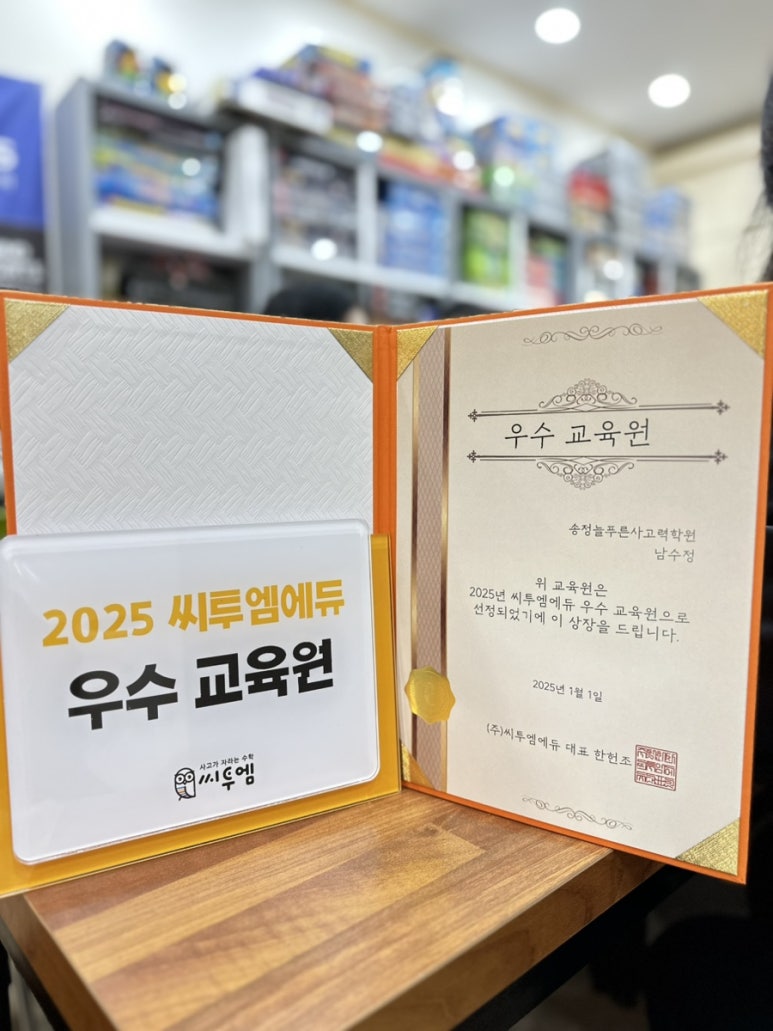 2025 씨투엠에듀
우수 교육원
사고가 자라는 수학
씨투엠
우수 교육원
송정늘푸른사고력학원
남수정
위 교육원은
2025년 씨투엠에듀 우수 교육원으로
선정되었기에 이 상장을 드립니다.
2025년 1월 1일
(주)씨투엠에듀 대표 한헌조